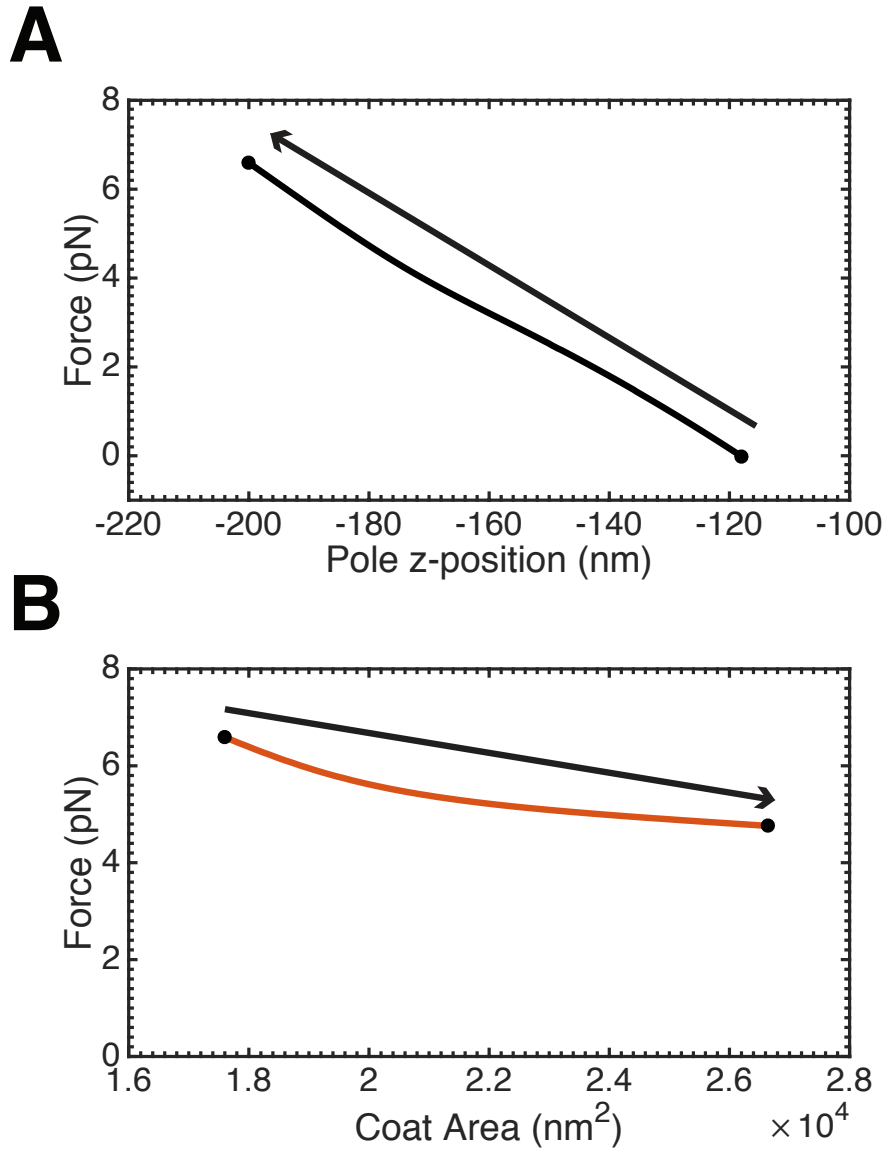 A
8
6
4
2
0
Force (pN)
-220 -200 -180 -160 -140 -120 -100
Pole z-position (nm)
B
8
6
4
2
0
Force (pN)
1.6 1.8 2 2.2 2.4 2.6 2.8
Coat Area (nm²) ×10⁴